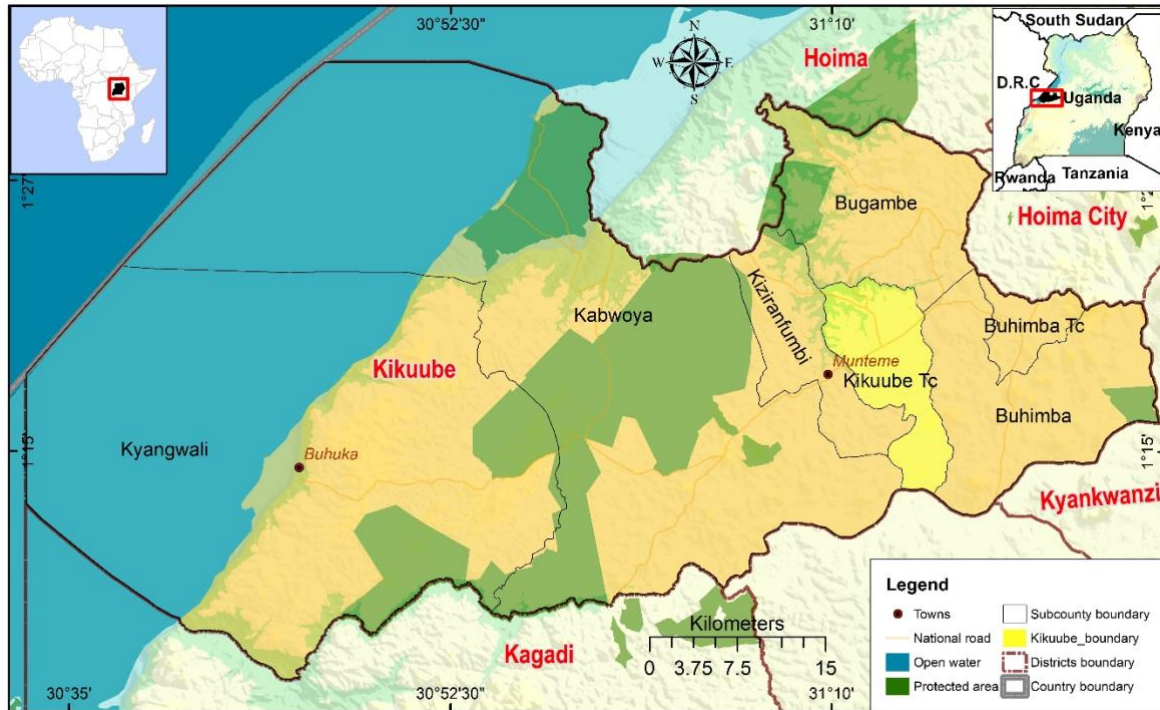 30°52'30"
31°10'
South Sudan
D.R.C
Uganda
Kenya
Rwanda
Tanzania
N
W
E
S
Hoima
1°27'
Bugambe
Hoima City
Kiziranfumbi
Kabwoya
Buhimba Tc
Kikuube
Munteme
Kikuube Tc
Buhimba
Kyangwali
Buhuka
1°15'
1°15'
Kyankwanzi
Kagadi
Kilometers
0 3.75 7.5 15
Legend
Towns
National road
Open water
Protected area
Subcounty boundary
Kikuube_boundary
Districts boundary
Country boundary
30°35'
30°52'30"
31°10'